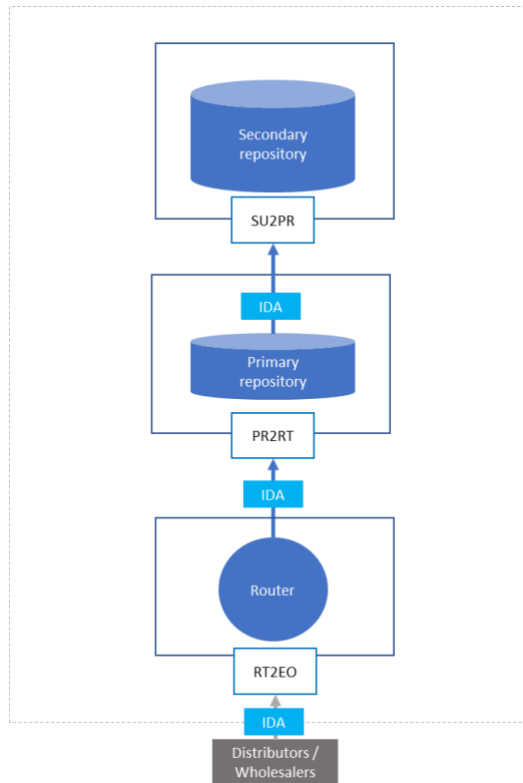 Secondary
repository
SU2PR
IDA
Primary
repository
PR2RT
IDA
Router
RT2EO
IDA
Distributors /
Wholesalers